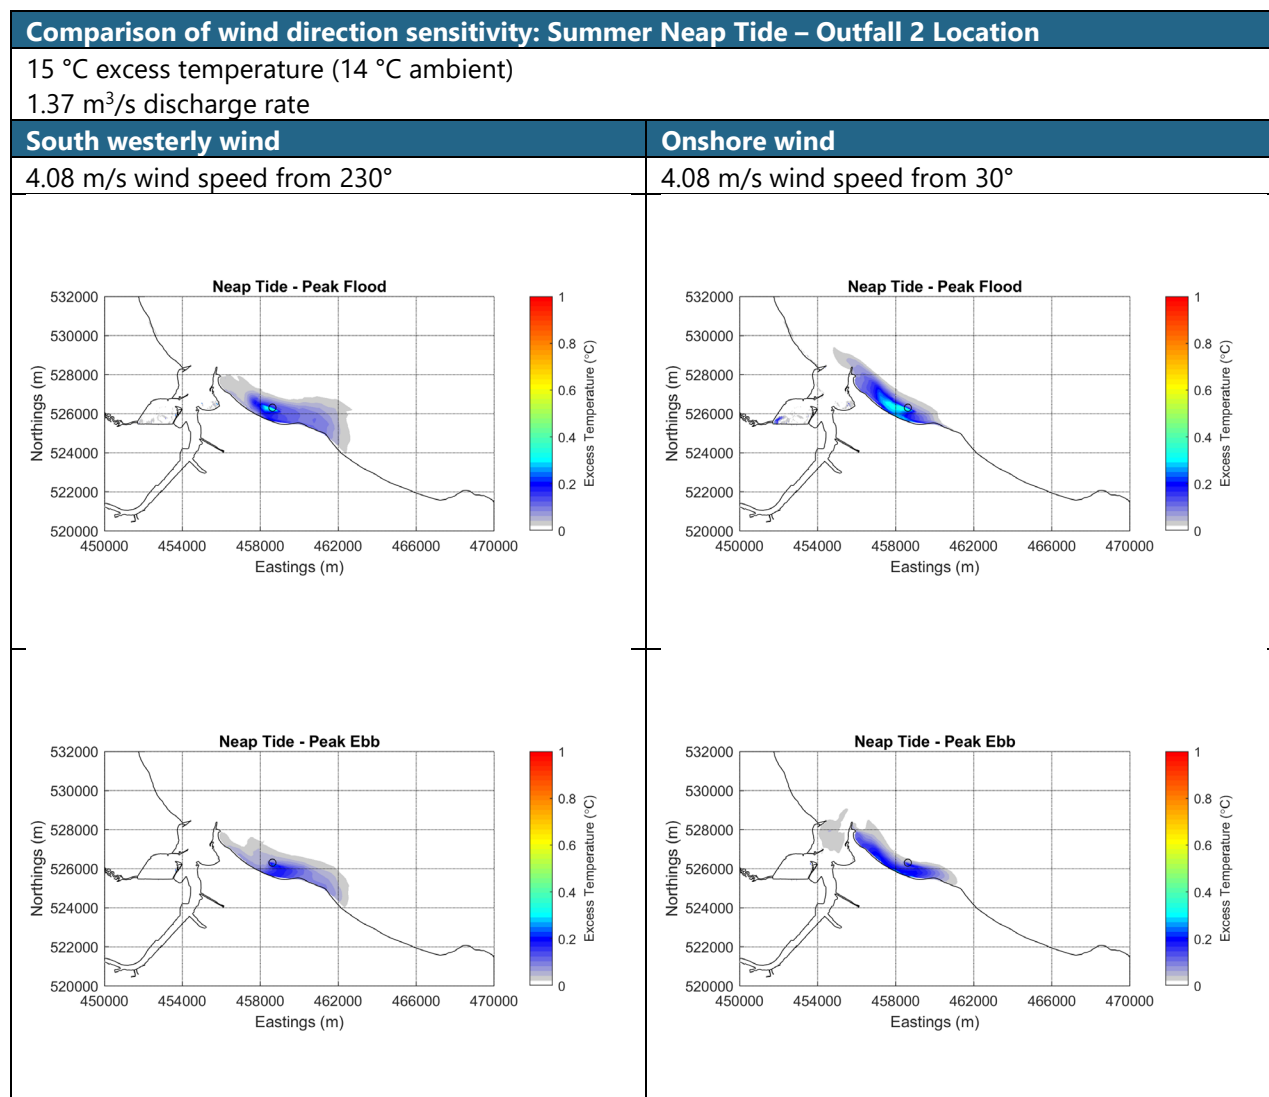 Comparison of wind direction sensitivity: Summer Neap Tide – Outfall 2 Location
15 °C excess temperature (14 °C ambient)
1.37 m³/s discharge rate
South westerly wind
Onshore wind
4.08 m/s wind speed from 230°
4.08 m/s wind speed from 30°
Neap Tide - Peak Flood
532000
530000
528000
526000
524000
522000
520000
Northings (m)
450000 454000 458000 462000 466000 470000
Eastings (m)
1
0.8
0.6
0.4
0.2
0
Excess Temperature (°C)
Neap Tide - Peak Flood
532000
530000
528000
526000
524000
522000
520000
Northings (m)
450000 454000 458000 462000 466000 470000
Eastings (m)
1
0.8
0.6
0.4
0.2
0
Excess Temperature (°C)
Neap Tide - Peak Ebb
532000
530000
528000
526000
524000
522000
520000
Northings (m)
450000 454000 458000 462000 466000 470000
Eastings (m)
1
0.8
0.6
0.4
0.2
0
Excess Temperature (°C)
Neap Tide - Peak Ebb
532000
530000
528000
526000
524000
522000
520000
Northings (m)
450000 454000 458000 462000 466000 470000
Eastings (m)
1
0.8
0.6
0.4
0.2
0
Excess Temperature (°C)